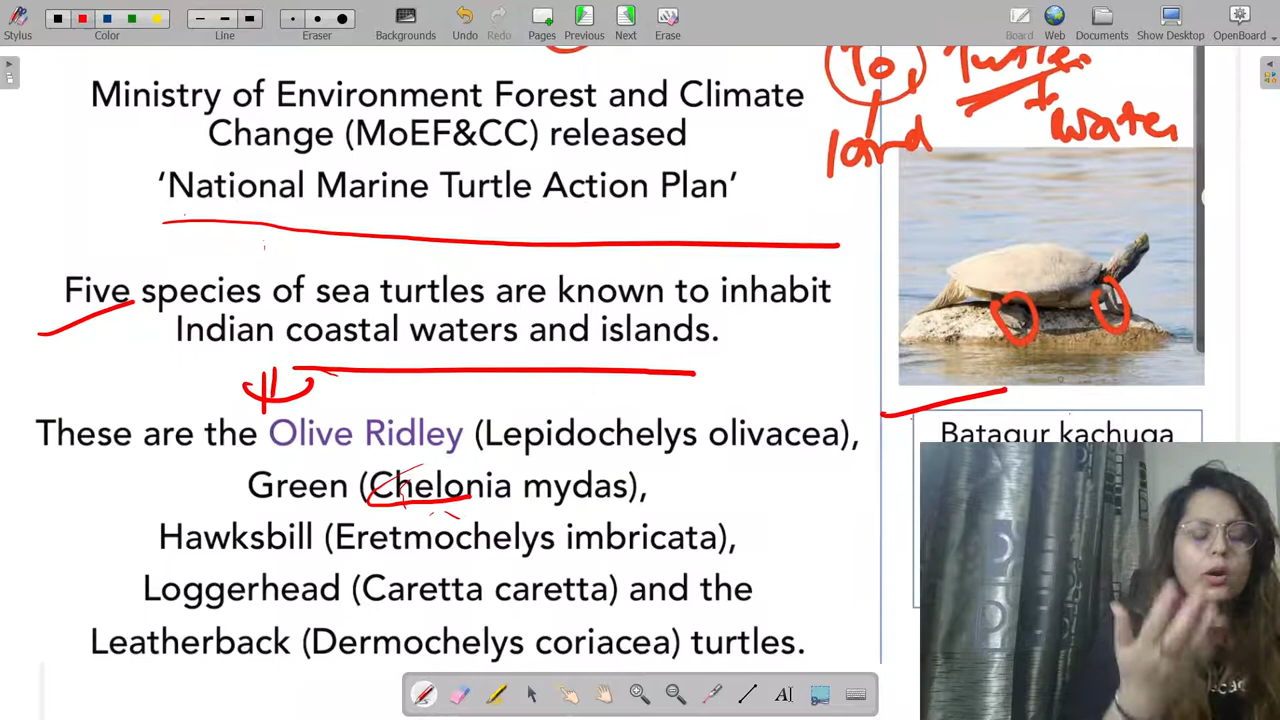 Stylus
Color
Line
Eraser
Backgrounds
Undo
Redo
Pages
Previous
Next
Erase
Board
Web
Documents
Show Desktop
OpenBoard
Ministry of Environment Forest and Climate
Change (MoEF&CC) released
‘National Marine Turtle Action Plan’
Five species of sea turtles are known to inhabit
Indian coastal waters and islands.
These are the Olive Ridley (Lepidochelys olivacea),
Green (Chelonia mydas),
Hawksbill (Eretmochelys imbricata),
Loggerhead (Caretta caretta) and the
Leatherback (Dermochelys coriacea) turtles.
To
Turtles
land
water
Batagur kachuga